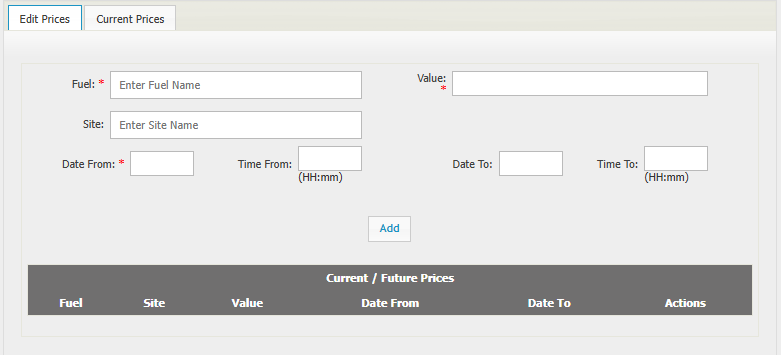 Edit Prices Current Prices
Fuel: * Enter Fuel Name Value: *
Site: Enter Site Name
Date From: * Time From: (HH:mm) Date To: Time To: (HH:mm)
Add
Current / Future Prices
Fuel Site Value Date From Date To Actions